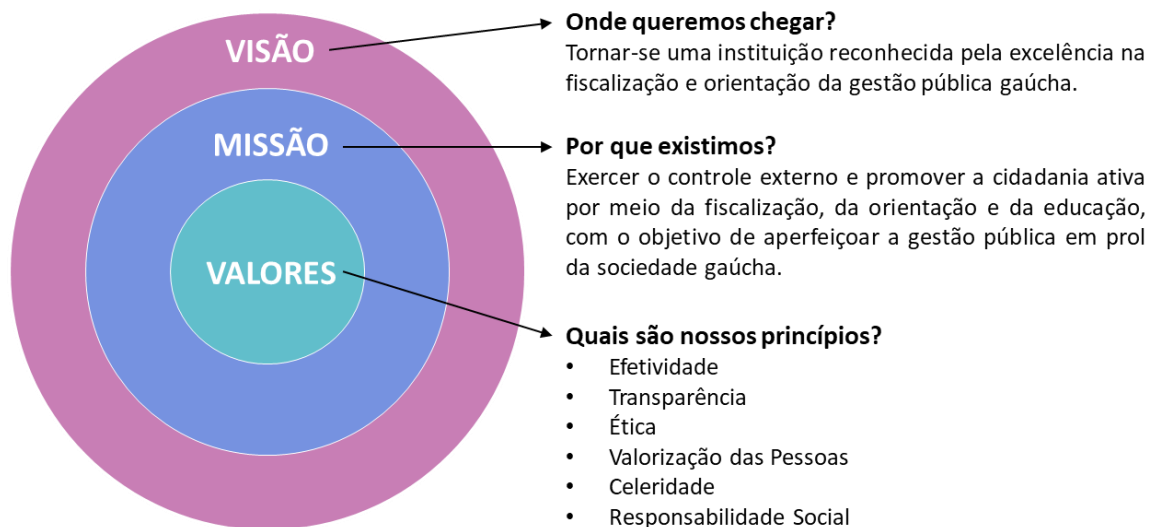 VISÃO
MISSÃO
VALORES
Onde queremos chegar?
Tornar-se uma instituição reconhecida pela excelência na
fiscalização e orientação da gestão pública gaúcha.
Por que existimos?
Exercer o controle externo e promover a cidadania ativa
por meio da fiscalização, da orientação e da educação,
com o objetivo de aperfeiçoar a gestão pública em prol
da sociedade gaúcha.
Quais são nossos princípios?
• Efetividade
• Transparência
• Ética
• Valorização das Pessoas
• Celeridade
• Responsabilidade Social